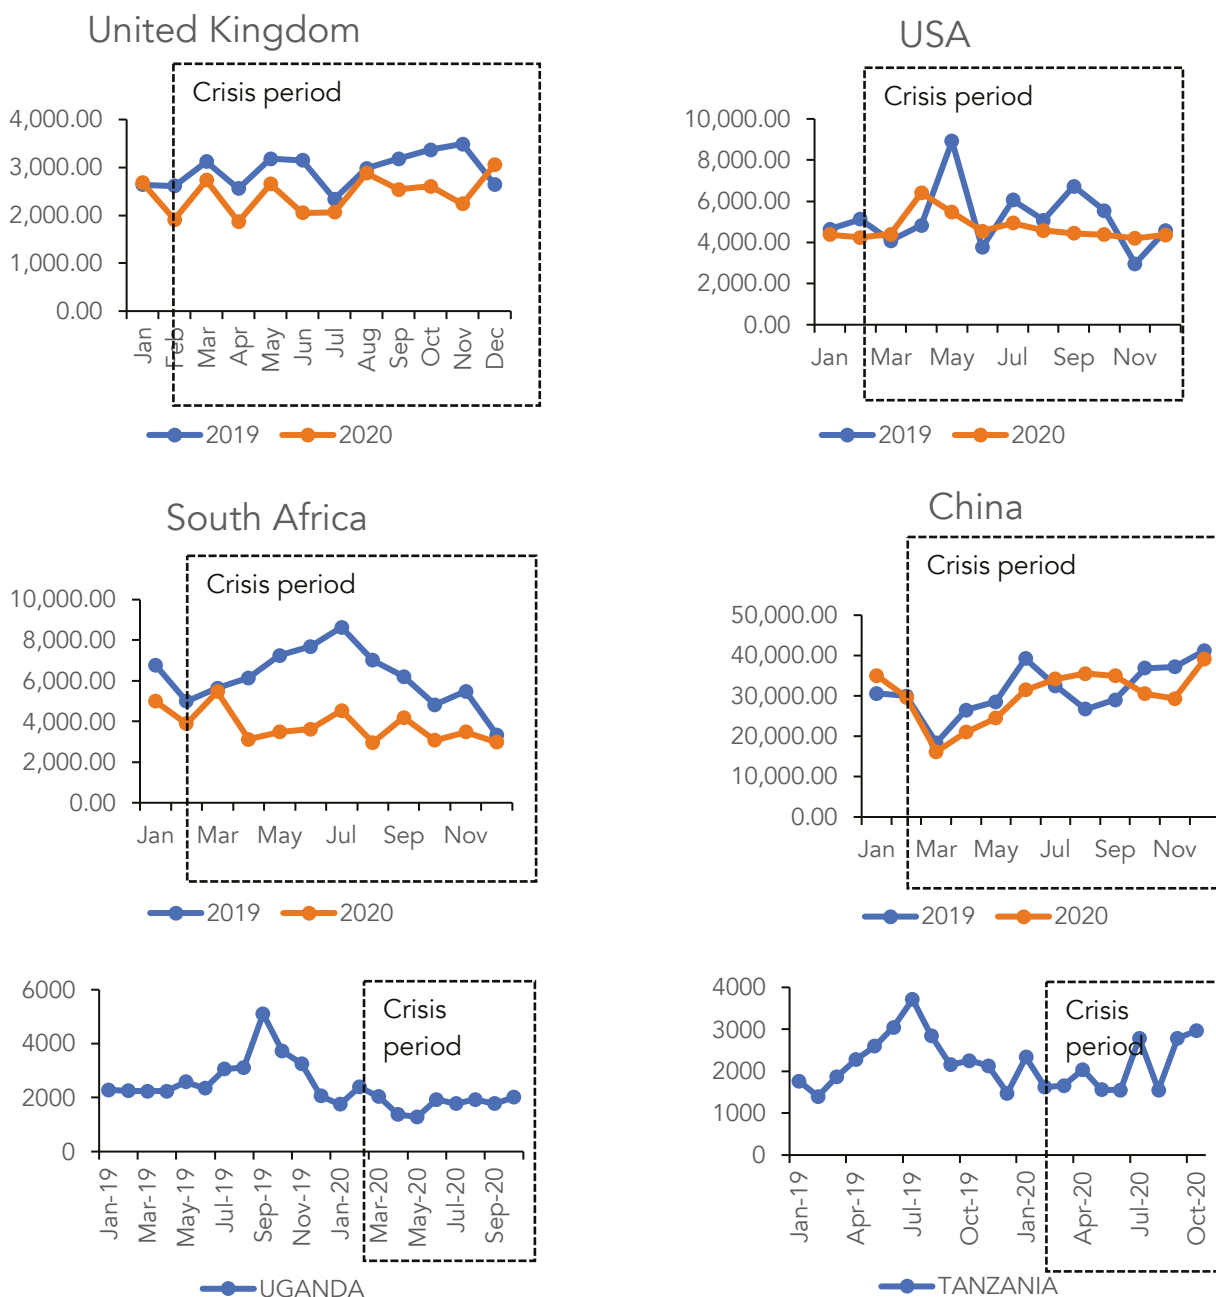 United Kingdom
Crisis period
4,000.00
3,000.00
2,000.00
1,000.00
0.00
Jan
Feb
Mar
Apr
May
Jun
Jul
Aug
Sep
Oct
Nov
Dec
2019 2020
USA
Crisis period
10,000.00
8,000.00
6,000.00
4,000.00
2,000.00
0.00
Jan Mar May Jul Sep Nov
2019 2020
South Africa
Crisis period
10,000.00
8,000.00
6,000.00
4,000.00
2,000.00
0.00
Jan Mar May Jul Sep Nov
2019 2020
China
Crisis period
50,000.00
40,000.00
30,000.00
20,000.00
10,000.00
0.00
Jan Mar May Jul Sep Nov
2019 2020
Crisis
period
6000
4000
2000
0
Jan-19
Mar-19
May-19
Jul-19
Sep-19
Nov-19
Jan-20
Mar-20
May-20
Jul-20
Sep-20
UGANDA
Crisis
period
4000
3000
2000
1000
0
Jan-19
Apr-19
Jul-19
Oct-19
Jan-20
Apr-20
Jul-20
Oct-20
TANZANIA